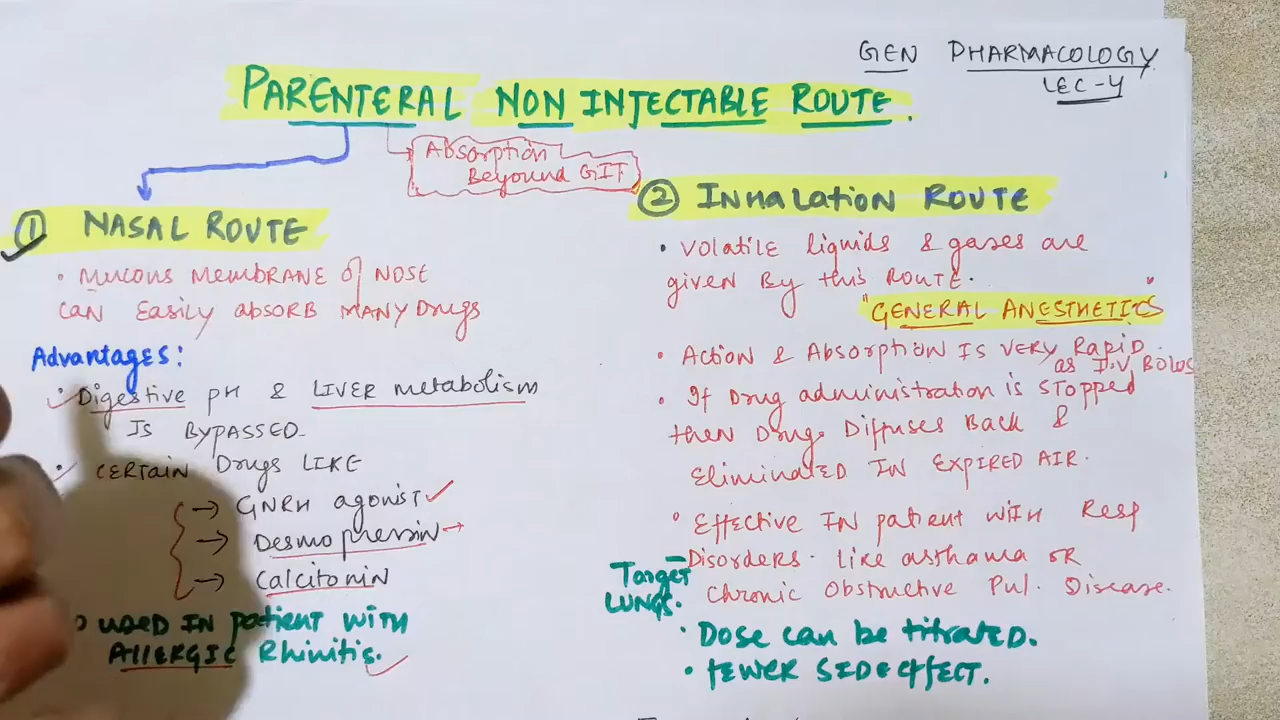 GEN PHARMACOLOGY
LEC-4
PARENTERAL NON INJECTABLE ROUTE.
Absorption
Beyound GIT
① NASAL ROUTE
• Mucous Membrane of NOSE
CAN Easily absorb MANY Drugs
Advantages:
• Digestive pH & LIVER metabolism
IS BYPASSED.
• CERTAIN Drugs LIKE
→ GNRH agonist
→ Desmopressin →
→ Calcitonin
USED IN patient WITH
ALLERGIC Rhinitis.
② INHALATION ROUTE
• Volatile liquids & gases are
given By this ROUTE.
"GENERAL ANESTHETICS"
• Action & Absorption Is VERY Rapid
as I.V BOLUS
• If Drug administration is stopped
then Drugs Diffuses Back &
Eliminated IN EXPIRED AIR.
• Effective IN patient WITH Resp
Disorders. like asthama OR
Chronic Obstructive Pul. Disease.
Target
LUNGS.
• Dose can be titrated.
• FEWER SIDE EFFECT.